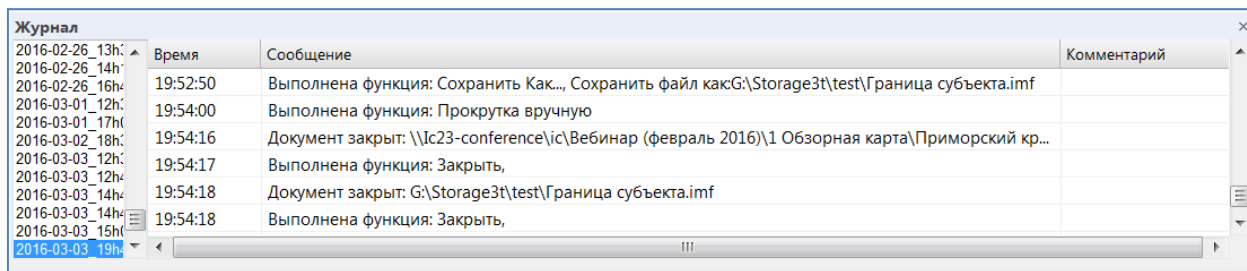 Журнал
2016-02-26_13h
2016-02-26_14h
2016-02-26_16h
2016-03-01_12h
2016-03-01_17h
2016-03-02_18h
2016-03-03_12h
2016-03-03_12h
2016-03-03_14h
2016-03-03_14h
2016-03-03_15h
2016-03-03_19h
Время Сообщение Комментарий
19:52:50 Выполнена функция: Сохранить Как..., Сохранить файл как:G:\Storage3t\test\Граница субъекта.imf
19:54:00 Выполнена функция: Прокрутка вручную
19:54:16 Документ закрыт: \\Ic23-conference\ic\Вебинар (февраль 2016)\1 Обзорная карта\Приморский кр...
19:54:17 Выполнена функция: Закрыть,
19:54:18 Документ закрыт: G:\Storage3t\test\Граница субъекта.imf
19:54:18 Выполнена функция: Закрыть,